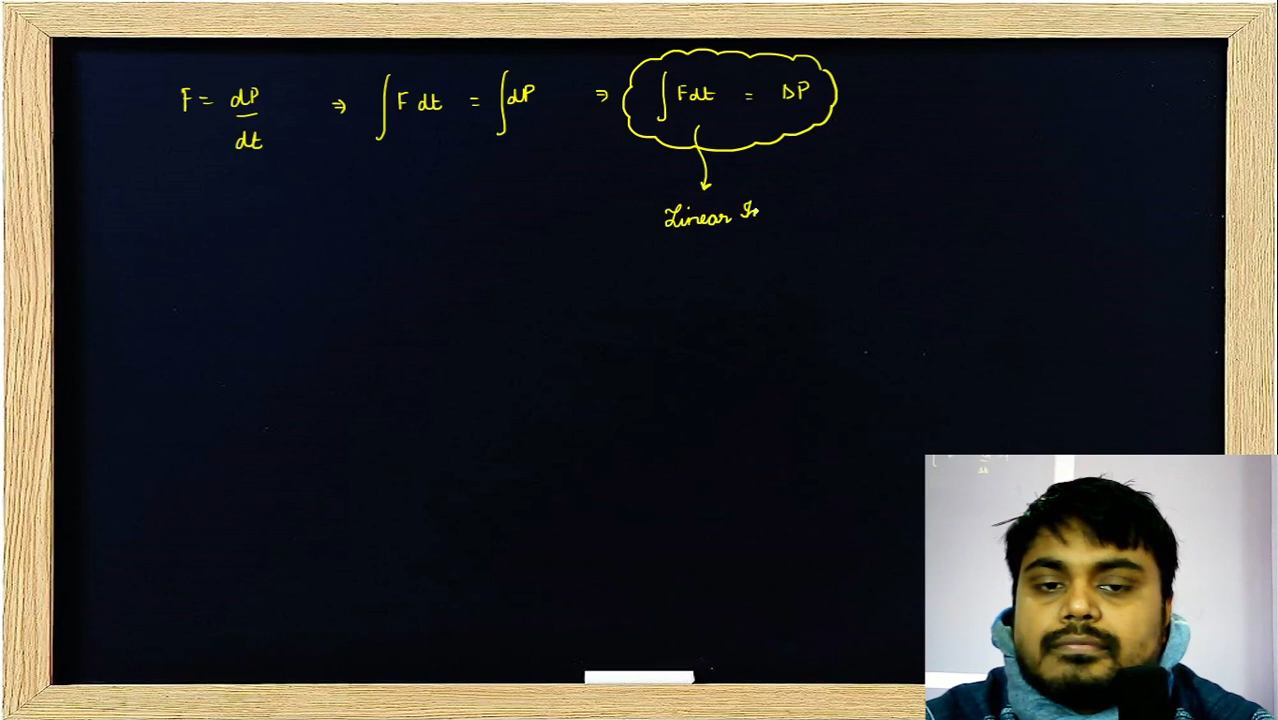 F = dP/dt ⇒ ∫ F dt = ∫ dP ⇒ ∫ Fdt = ΔP
Linear